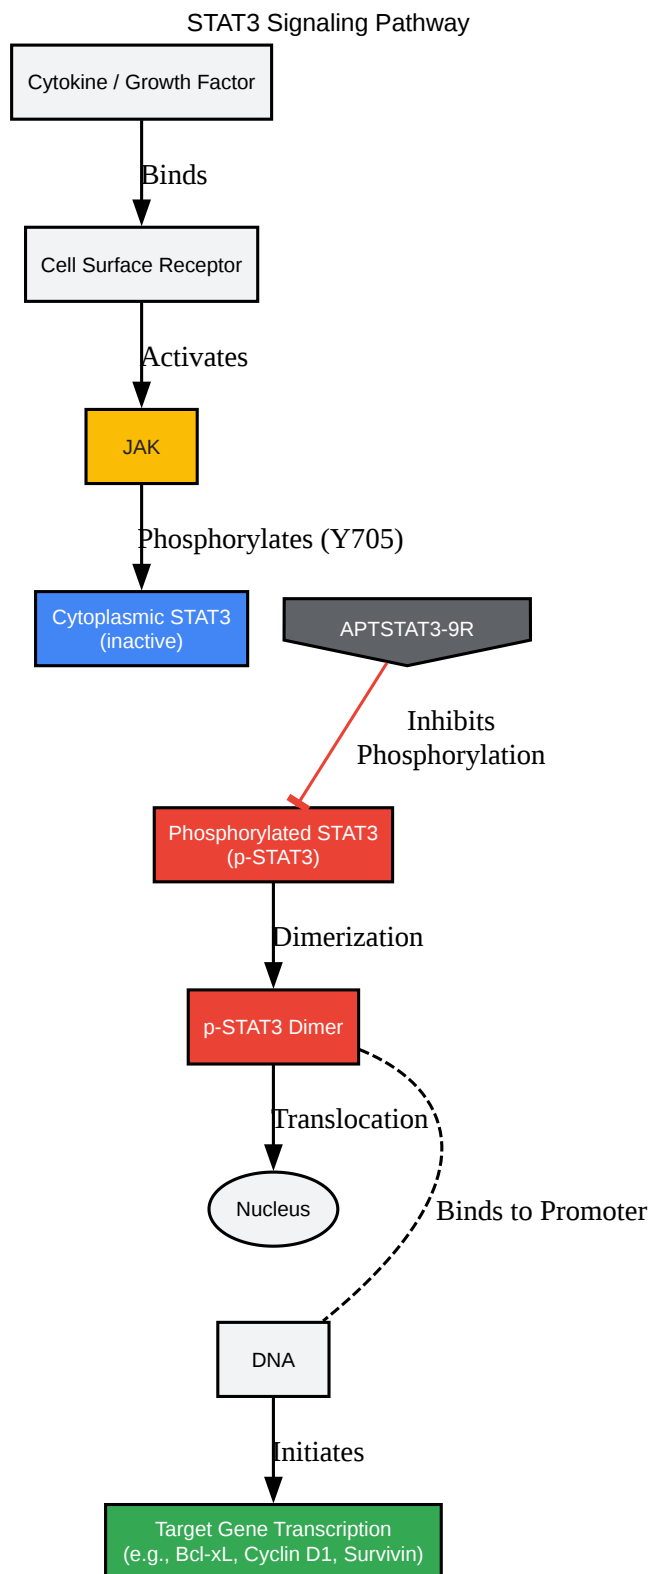 STAT3 Signaling Pathway
Cytokine / Growth Factor
Binds
Cell Surface Receptor
Activates
JAK
Phosphorylates (Y705)
Cytoplasmic STAT3
(inactive)
APTSTAT3-9R
Inhibits
Phosphorylation
Phosphorylated STAT3
(p-STAT3)
Dimerization
p-STAT3 Dimer
Translocation
Nucleus
Binds to Promoter
DNA
Initiates
Target Gene Transcription
(e.g., Bcl-xL, Cyclin D1, Survivin)